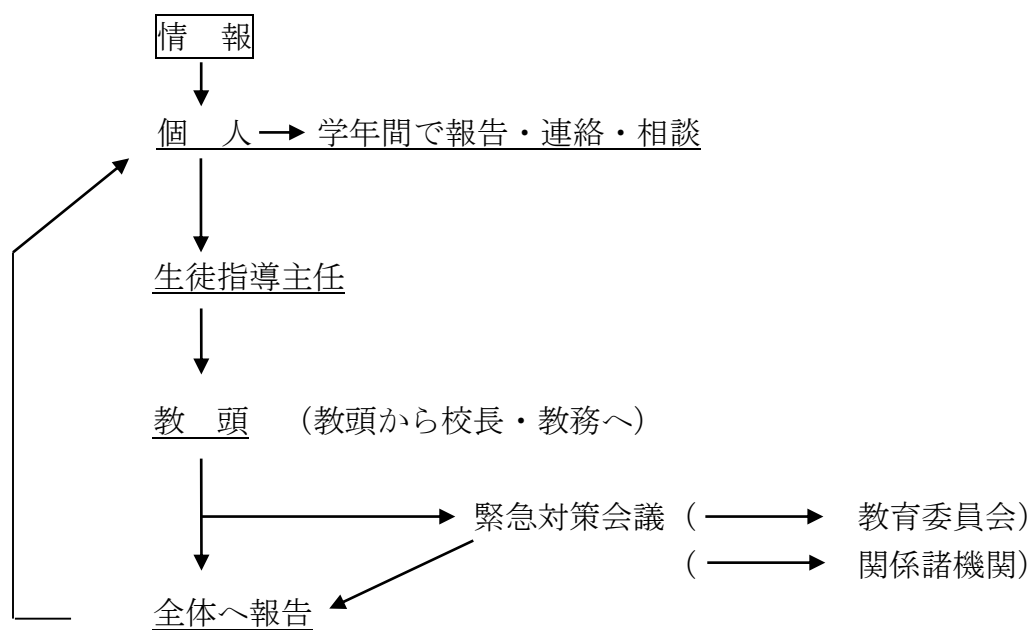 情　報
個　人 → 学年間で報告・連絡・相談
生徒指導主任
教　頭　（教頭から校長・教務へ）
緊急対策会議（ → 教育委員会）
（ → 関係諸機関）
全体へ報告